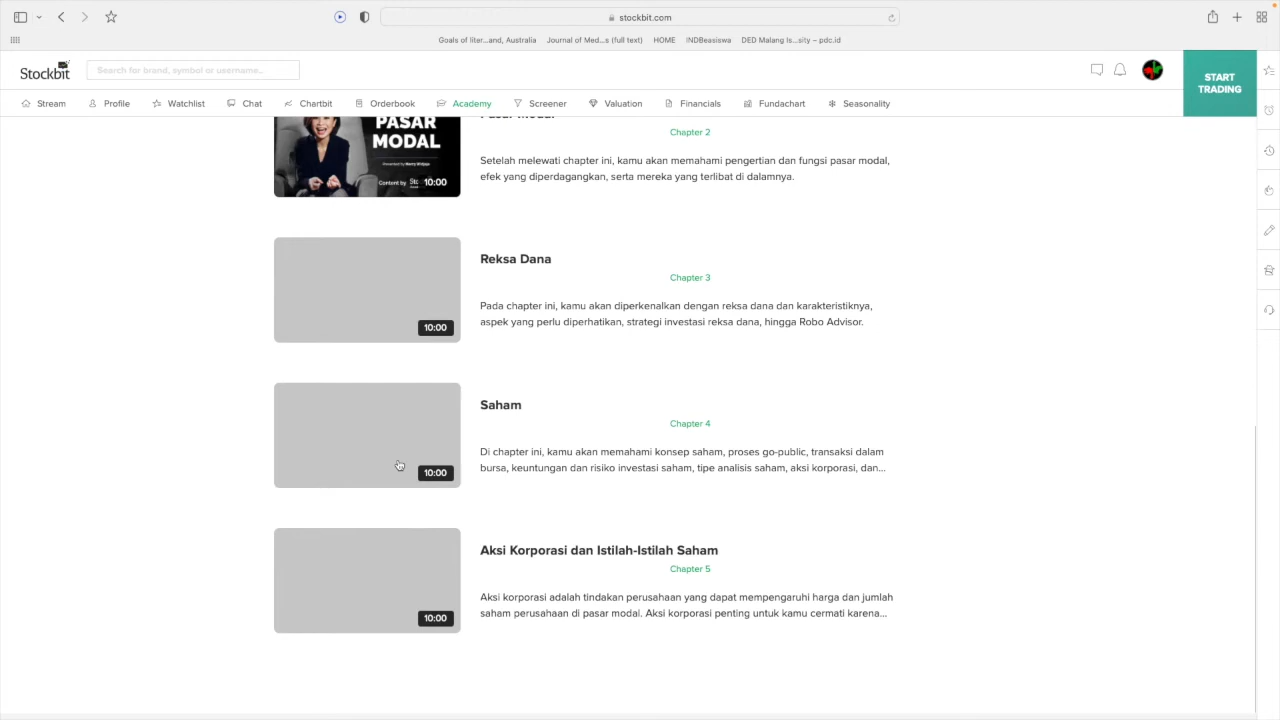 stockbit.com
Goals of liter...and, Australia
Journal of Med...s (full text)
HOME
INDBeasiswa
DED Malang Is...sity – pdc.id
Stockbit
Search for brand, symbol or username..
START
TRADING
Stream
Profile
Watchlist
Chat
Chartbit
Orderbook
Academy
Screener
Valuation
Financials
Fundachart
Seasonality
PASAR
MODAL
Content by
10:00
Pasar Modal
Chapter 2
Setelah melewati chapter ini, kamu akan memahami pengertian dan fungsi pasar modal,
efek yang diperdagangkan, serta mereka yang terlibat di dalamnya.
10:00
Reksa Dana
Chapter 3
Pada chapter ini, kamu akan diperkenalkan dengan reksa dana dan karakteristiknya,
aspek yang perlu diperhatikan, strategi investasi reksa dana, hingga Robo Advisor.
10:00
Saham
Chapter 4
Di chapter ini, kamu akan memahami konsep saham, proses go-public, transaksi dalam
bursa, keuntungan dan risiko investasi saham, tipe analisis saham, aksi korporasi, dan...
10:00
Aksi Korporasi dan Istilah-Istilah Saham
Chapter 5
Aksi korporasi adalah tindakan perusahaan yang dapat mempengaruhi harga dan jumlah
saham perusahaan di pasar modal. Aksi korporasi penting untuk kamu cermati karena...